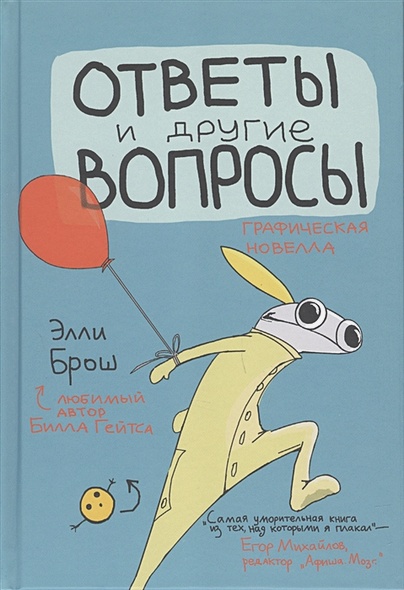 ОТВЕТЫ
и другие
ВОПРОСЫ
ГРАФИЧЕСКАЯ
НОВЕЛЛА
Элли
Брош
любимый
автор
Билла Гейтса
„Самая уморительная книга
из тех, над которыми я плакал“—
Егор Михайлов,
редактор „Афиша Мозг“